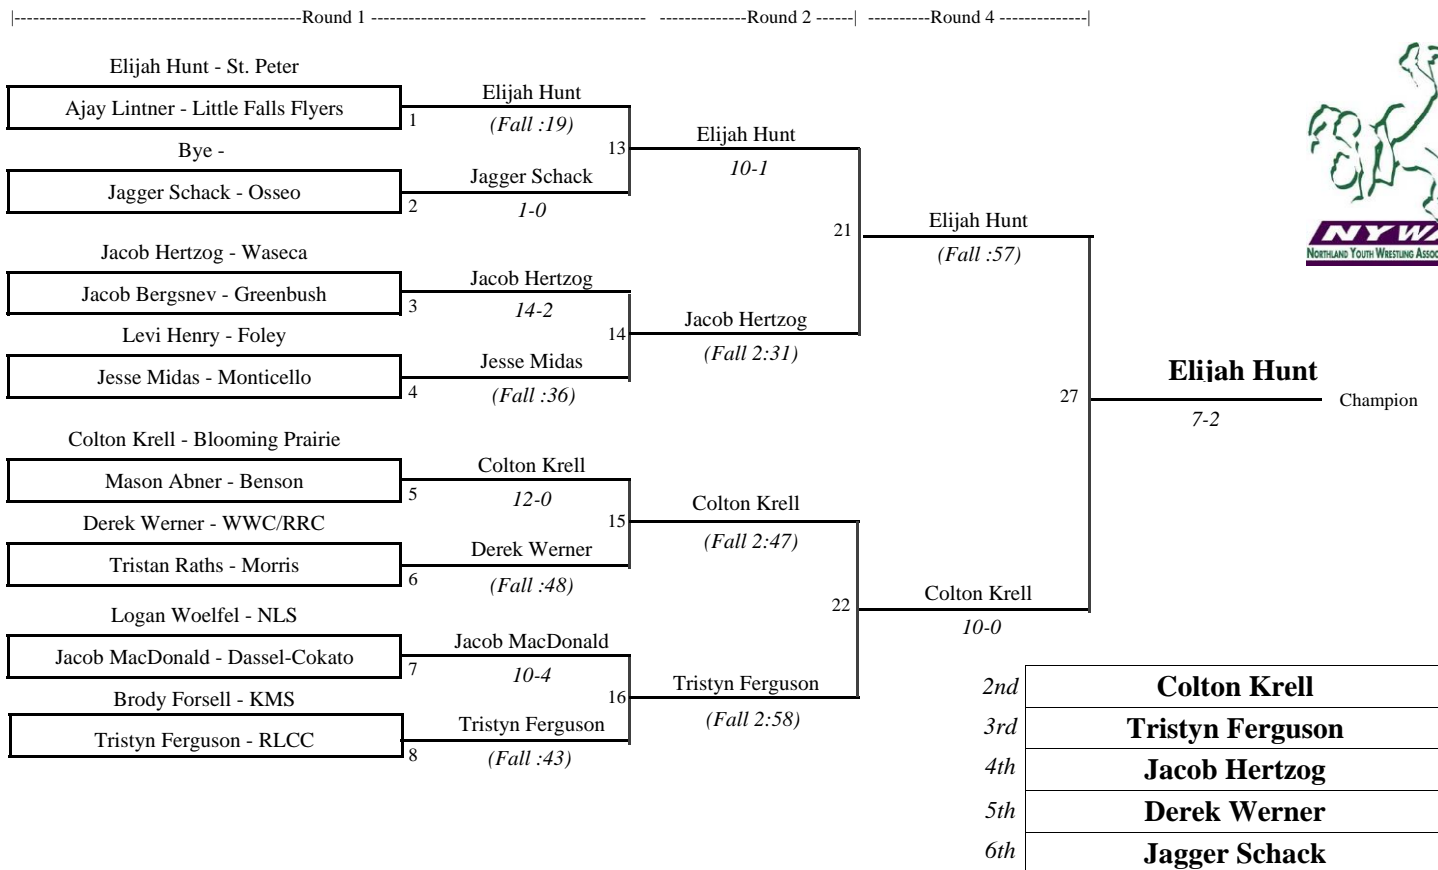 |----------------------------------------------Round 1 -------------------------------------------- --------------Round 2 ------| ----------Round 4 --------------|
Elijah Hunt - St. Peter
Ajay Lintner - Little Falls Flyers
1
Bye -
Jagger Schack - Osseo
2
Jacob Hertzog - Waseca
Jacob Bergsnev - Greenbush
3
Levi Henry - Foley
Jesse Midas - Monticello
4
Colton Krell - Blooming Prairie
Mason Abner - Benson
5
Derek Werner - WWC/RRC
Tristan Raths - Morris
6
Logan Woelfel - NLS
Jacob MacDonald - Dassel-Cokato
7
Brody Forsell - KMS
Tristyn Ferguson - RLCC
8
Elijah Hunt
(Fall :19)
13
Jagger Schack
1-0
Jacob Hertzog
14-2
14
Jesse Midas
(Fall :36)
Colton Krell
12-0
15
Derek Werner
(Fall :48)
Jacob MacDonald
10-4
16
Tristyn Ferguson
(Fall :43)
Elijah Hunt
10-1
21
Jacob Hertzog
(Fall 2:31)
Colton Krell
(Fall 2:47)
22
Tristyn Ferguson
(Fall 2:58)
Elijah Hunt
(Fall :57)
27
Colton Krell
10-0
Elijah Hunt
7-2
Champion
NYWA
NORTHLAND YOUTH WRESTLING
2nd Colton Krell
3rd Tristyn Ferguson
4th Jacob Hertzog
5th Derek Werner
6th Jagger Schack